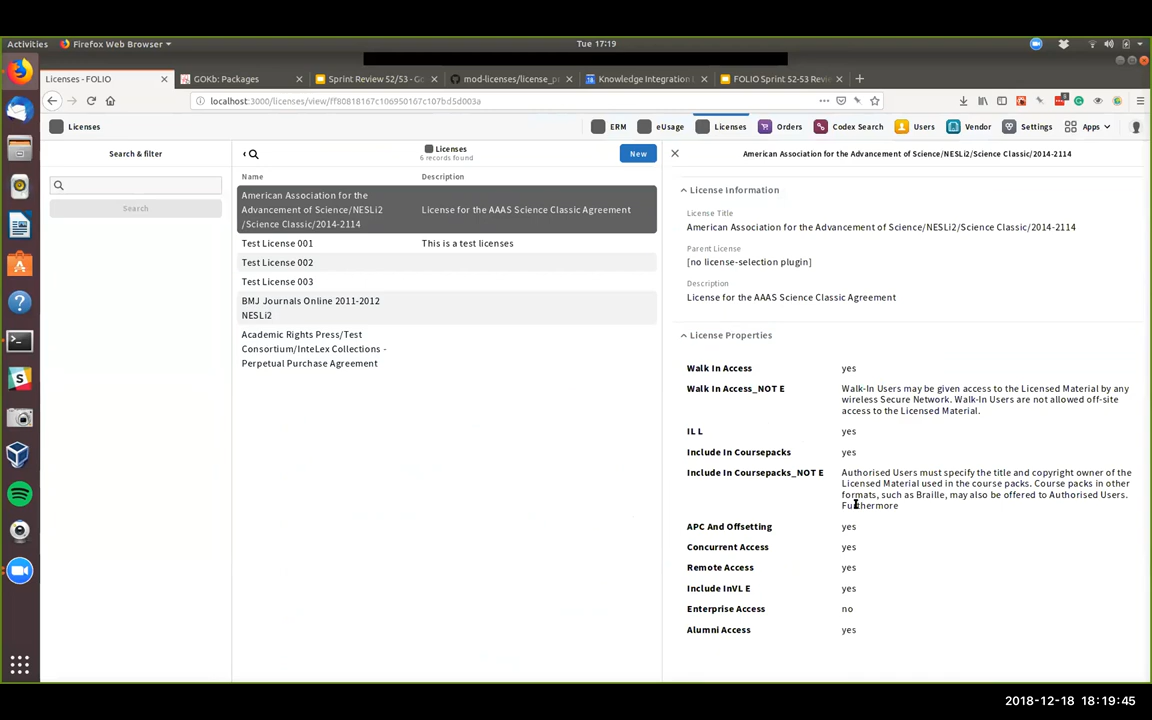 Activities
Firefox Web Browser
Tue 17:19
Licenses - FOLIO
GOKb: Packages
Sprint Review 52/53 - Go
mod-licenses/license_p
Knowledge Integration
FOLIO Sprint 52-53 Revi
localhost:3000/licenses/view/ff80818167c106950167c107bd5d003a
Licenses
ERM
eUsage
Licenses
Orders
Codex Search
Users
Vendor
Settings
Apps
Search & filter
Search
Licenses
6 records found
New
Name
Description
American Association for the
Advancement of Science/NESLi2
/Science Classic/2014-2114
License for the AAAS Science Classic Agreement
Test License 001
This is a test licenses
Test License 002
Test License 003
BMJ Journals Online 2011-2012
NESLi2
Academic Rights Press/Test
Consortium/InteLex Collections -
Perpetual Purchase Agreement
American Association for the Advancement of Science/NESLi2/Science Classic/2014-2114
License Information
License Title
American Association for the Advancement of Science/NESLi2/Science Classic/2014-2114
Parent License
[no license-selection plugin]
Description
License for the AAAS Science Classic Agreement
License Properties
Walk In Access
yes
Walk In Access_NOT E
Walk-In Users may be given access to the Licensed Material by any
wireless Secure Network. Walk-In Users are not allowed off-site
access to the Licensed Material.
IL L
yes
Include In Coursepacks
yes
Include In Coursepacks_NOT E
Authorised Users must specify the title and copyright owner of the
Licensed Material used in the course packs. Course packs in other
formats, such as Braille, may also be offered to Authorised Users.
Furthermore
APC And Offsetting
yes
Concurrent Access
yes
Remote Access
yes
Include InVL E
yes
Enterprise Access
no
Alumni Access
yes
2018-12-18 18:19:45